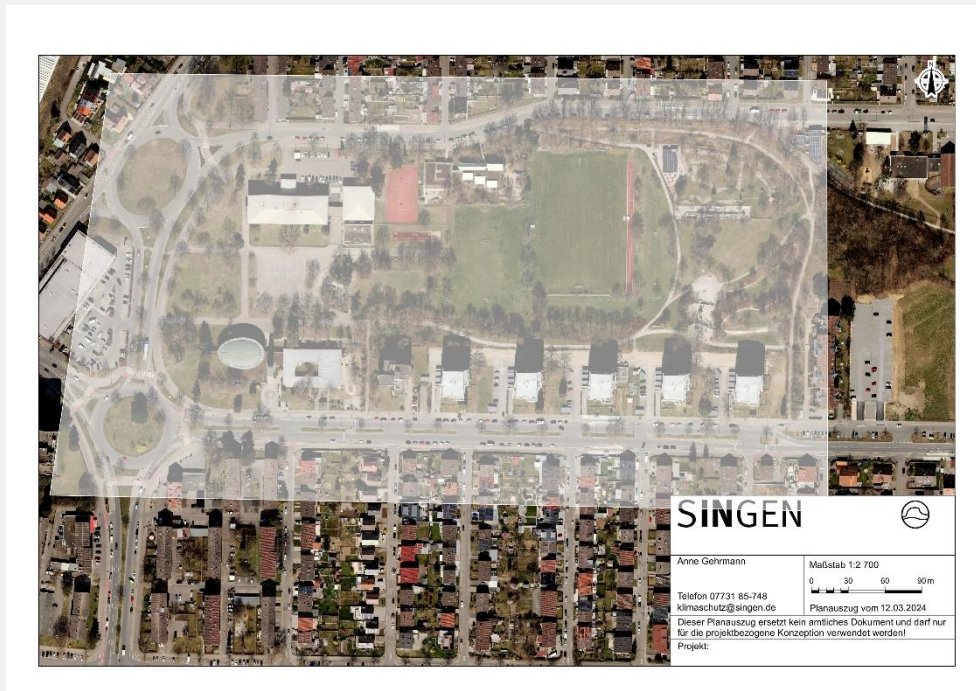 N
SINGEN
Anne Gehrmann
Telefon 07731 85-748
klimaschutz@singen.de
Maßstab 1:2 700
0 30 60 90m
Planauszug vom 12.03.2024
Dieser Planauszug ersetzt kein amtliches Dokument und darf nur
für die projektbezogene Konzeption verwendet werden!
Projekt: